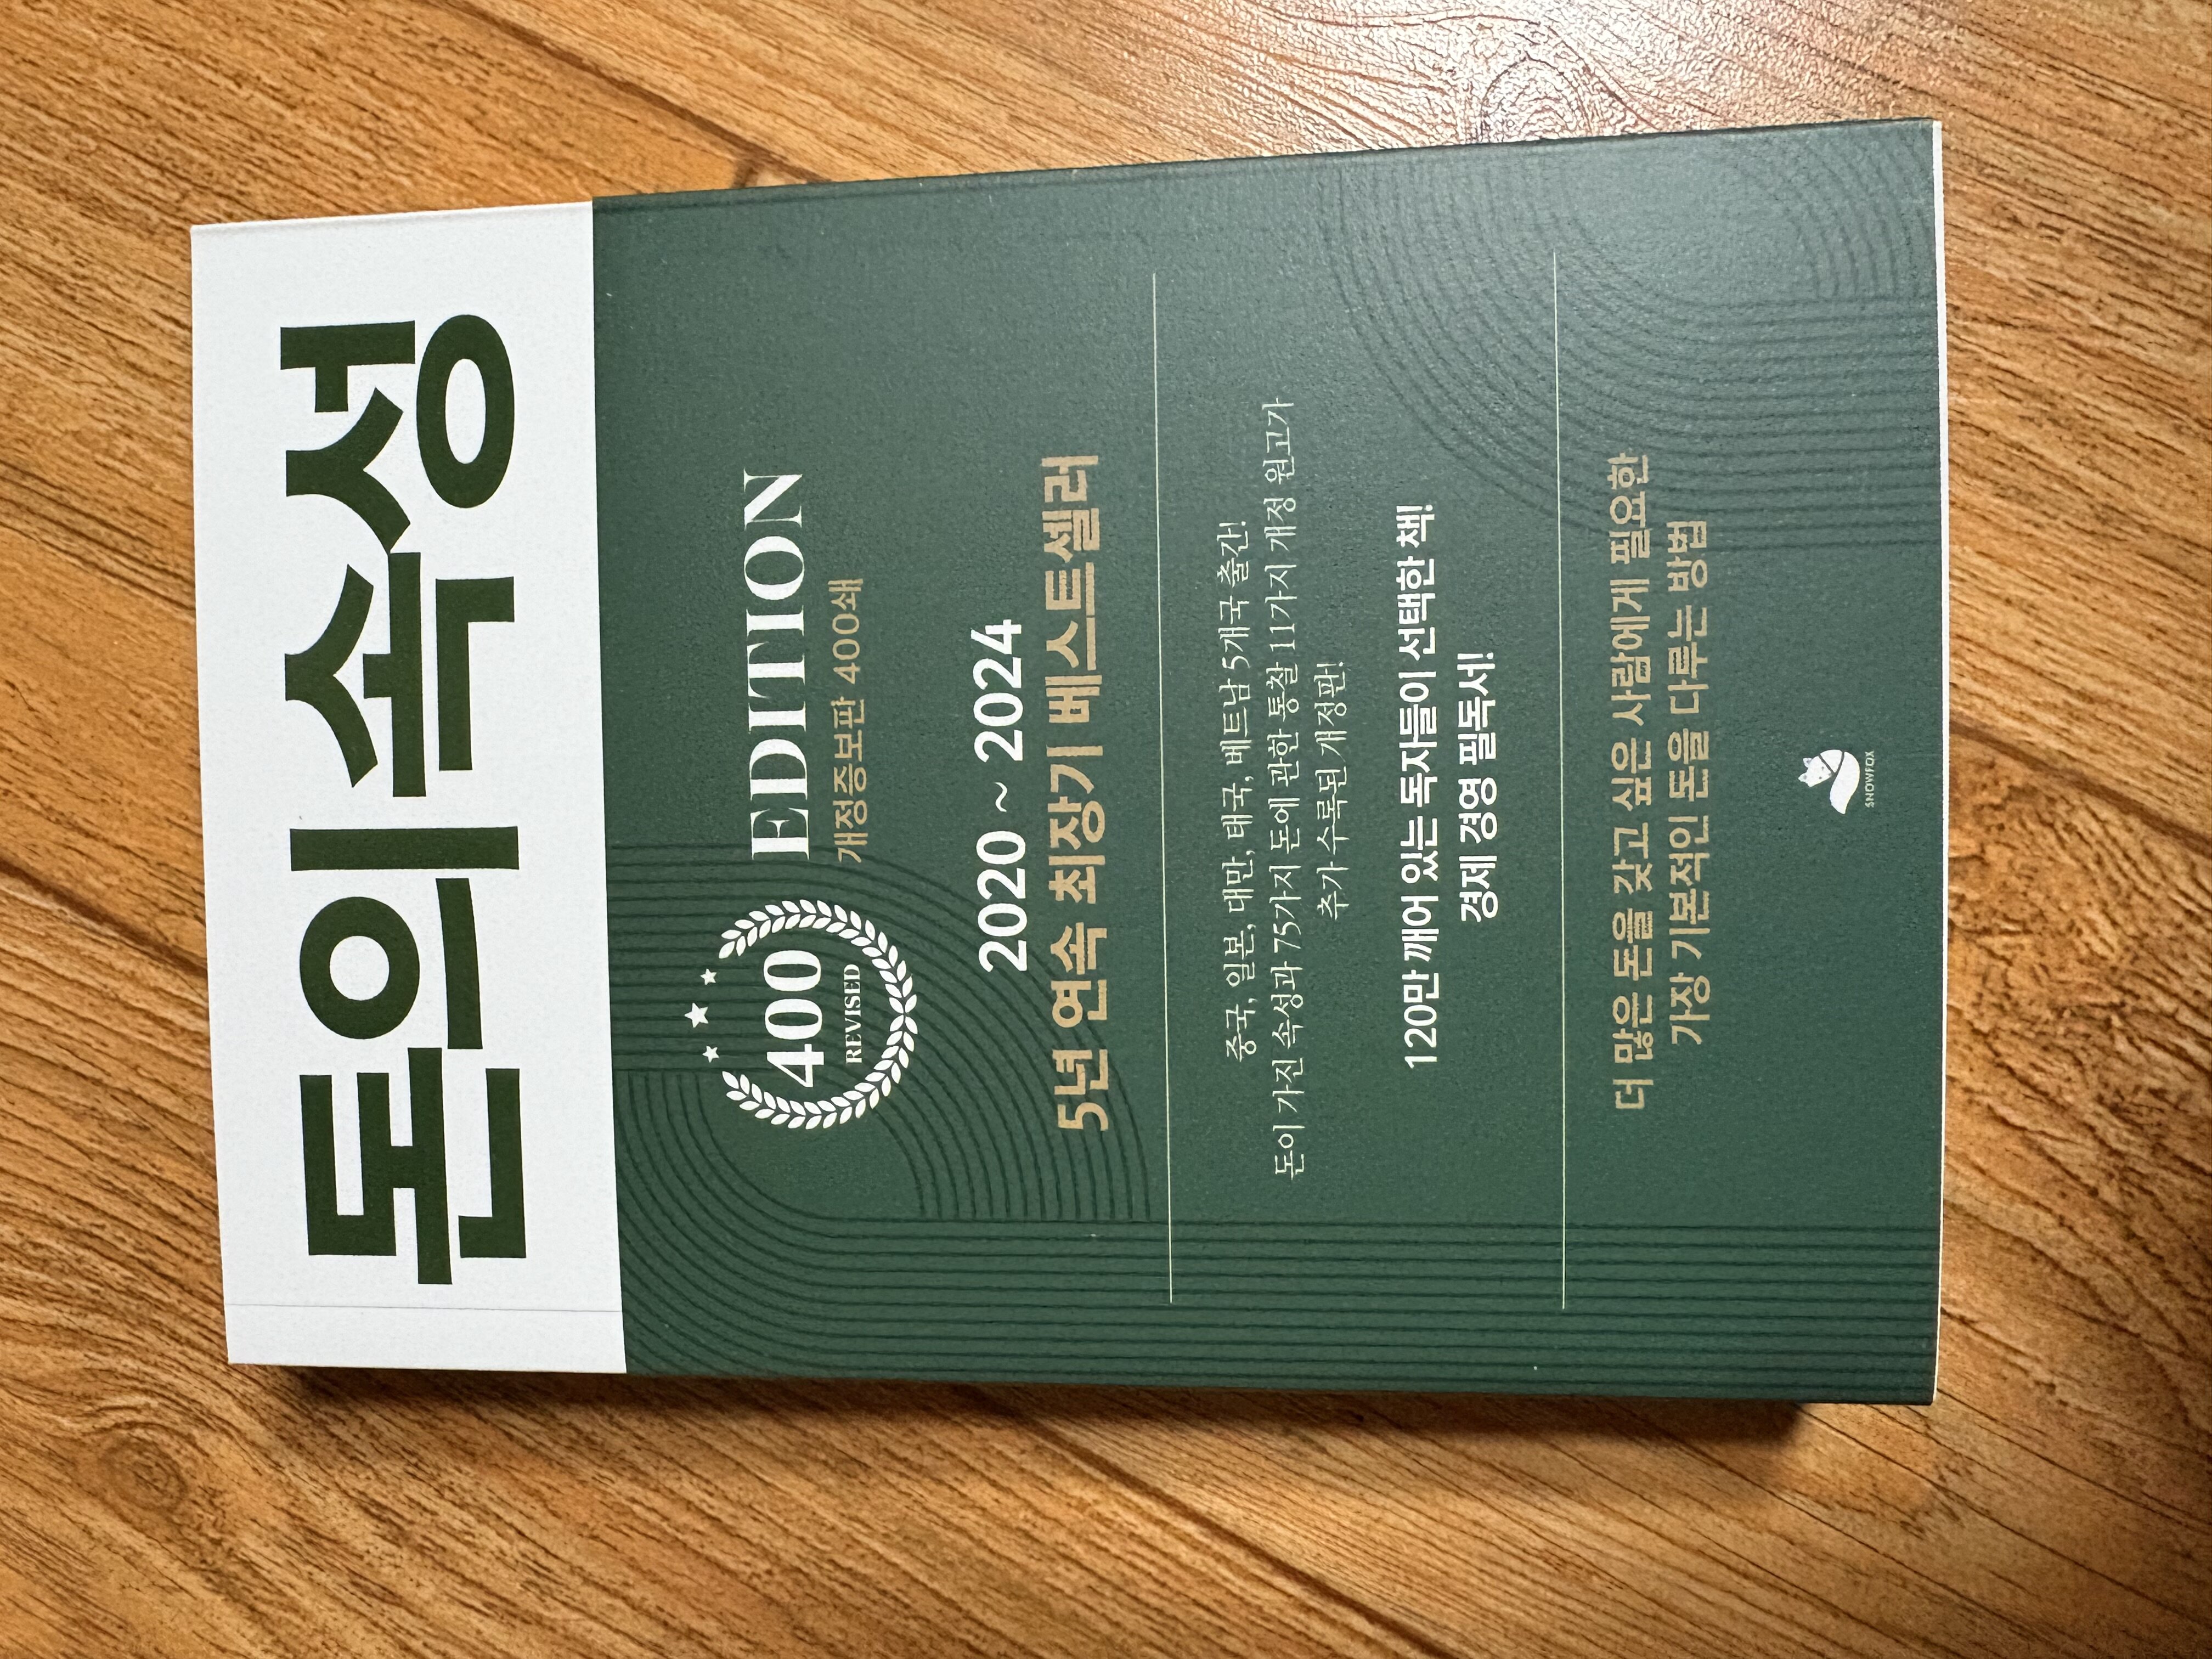 돈의 속성
400
REVISED
EDITION
개정증보판 400쇄
2020 ~ 2024
5년 연속 최장기 베스트셀러
중국, 일본, 대만, 태국, 베트남 5개국 출간!
돈이 가진 속성과 75가지 돈에 관한 통찰 11가지 개정 원고가
추가 수록된 개정판!
120만 깨어 있는 독자들이 선택한 책!
경제 경영 필독서!
더 많은 돈을 갖고 싶은 사람에게 필요한
가장 기본적인 돈을 다루는 방법
SNOWFOX